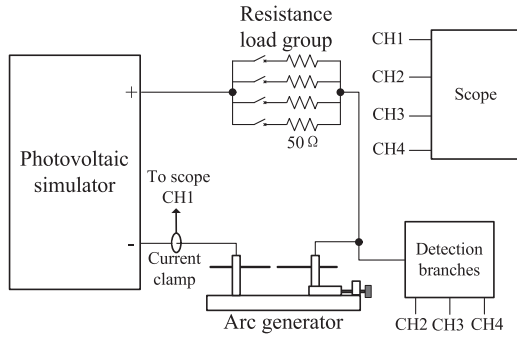 Resistance
load group
50 Ω
Photovoltaic
simulator
+
-
To scope
CH1
Current
clamp
Arc generator
CH1
CH2
CH3
CH4
Scope
Detection
branches
CH2 CH3 CH4